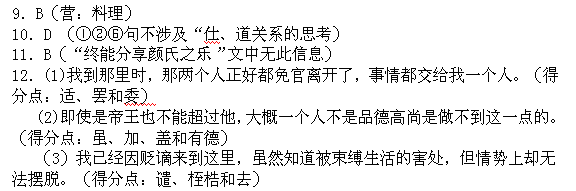 9. B（营：料理）
10. D （①②⑥句不涉及“仕、道关系的思考）
11. B（“终能分享颜氏之乐”文中无此信息）
12. (1)我到那里时，那两个人正好都免官离开了，事情都交给我一个人。（得
分点：适、罢和委）
(2)即使是帝王也不能超过他，大概一个人不是品德高尚是做不到这一点的。
（得分点：虽、加、盖和有德）
（3）我已经因贬谪来到这里，虽然知道被束缚生活的害处，但情势上却无
法摆脱。（得分点：谴、桎梏和去）